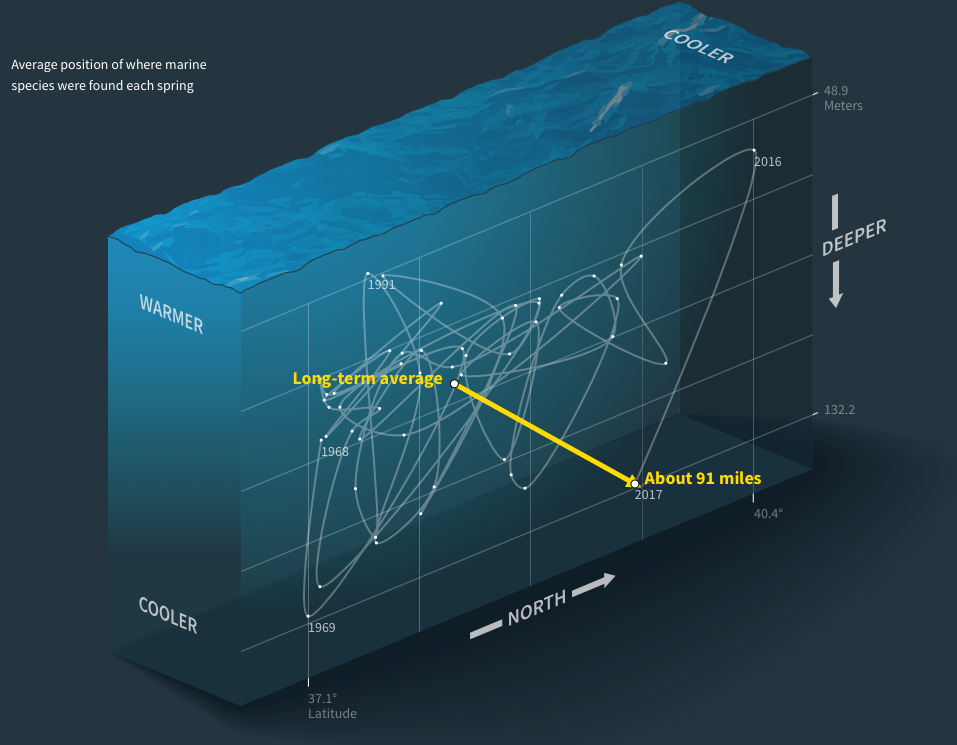 Average position of where marine
species were found each spring
COOLER
48.9
Meters
2016
DEEPER
1991
WARMER
Long-term average
132.2
1968
About 91 miles
2017
40.4°
NORTH
COOLER
1969
37.1°
Latitude